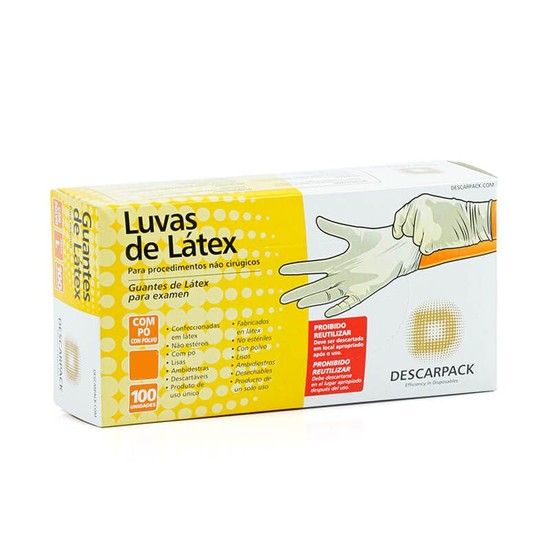 DESCARPACK.COM
Luvas
de Látex
Para procedimentos não cirúgicos
Guantes de Látex
para examen
COM
PÓ
CON POLVO
100
UNIDADES
• Confeccionadas
em látex
• Não estéreis
• Com pó
• Lisas
• Ambidestras
• Descartáveis
• Produto de
uso único
• Fabricados
en látex
• No estériles
• Con polvo
• Lisos
• Ambidiestros
• Desechables
• Producto de
un solo uso
PROIBIDO
REUTILIZAR
Deve ser descartada
em local apropriado
após o uso.
PROHIBIDO
REUTILIZAR
Debe descartarse
en el lugar apropiado
después del uso.
DESCARPACK
Efficiency in Disposables
Guantes
de Látex
L
100
DESCARPACK